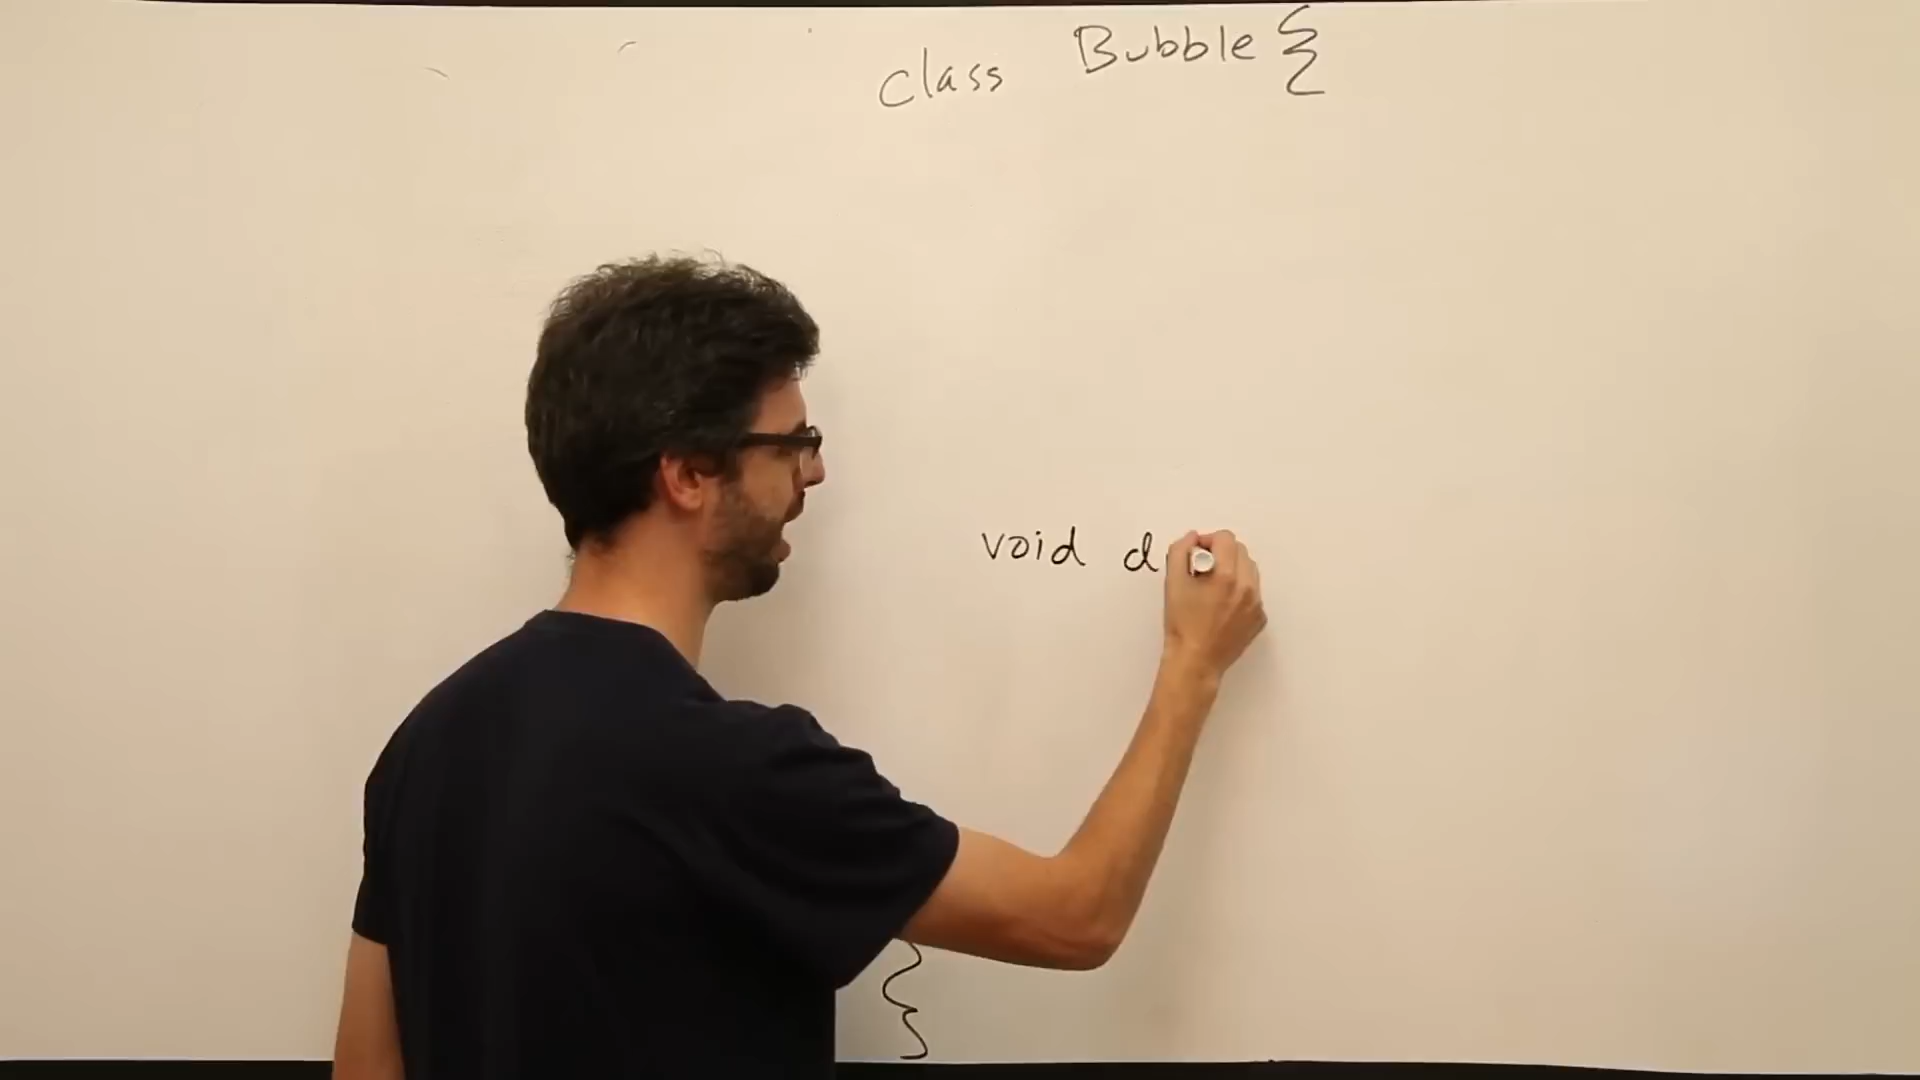 class Bubble {
void d
}